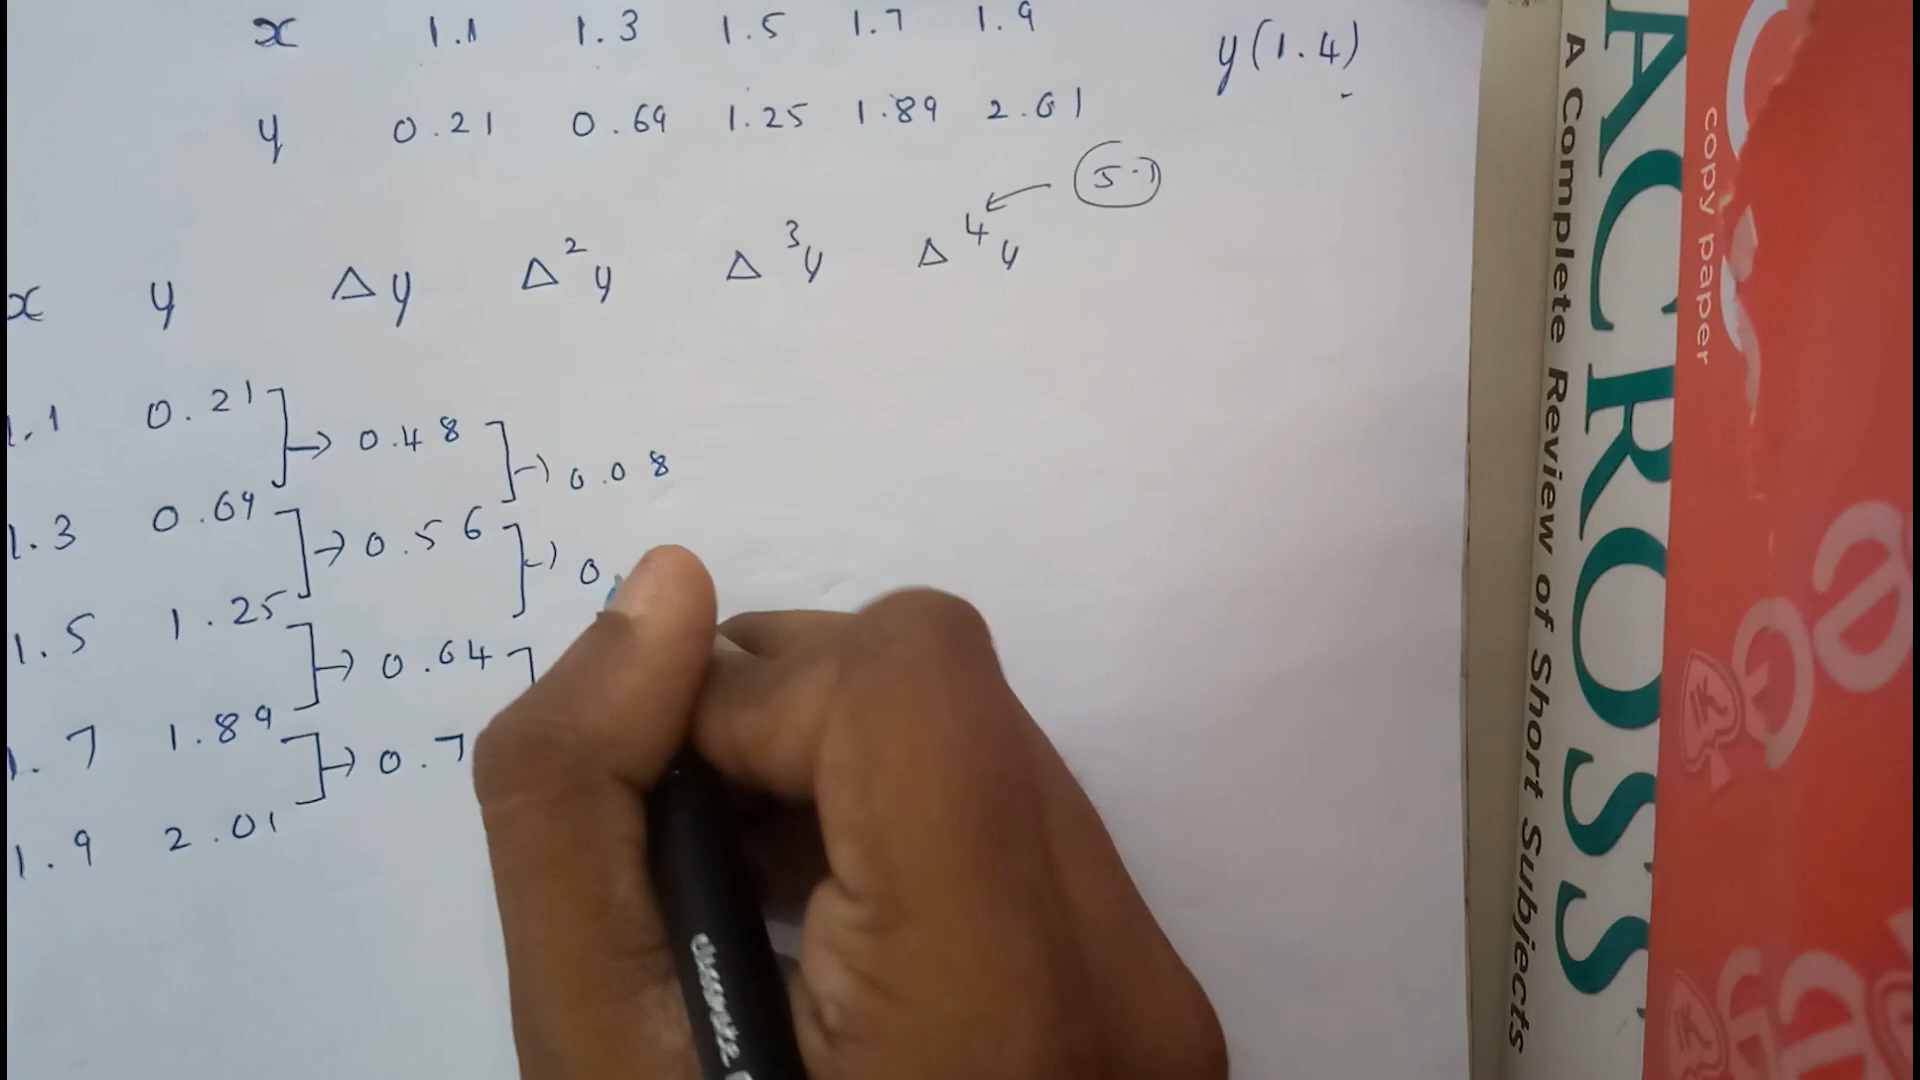 x 1.1 1.3 1.5 1.7 1.9 y(1.4)
y 0.21 0.69 1.25 1.89 2.61
5-1
x y Δy Δ²y Δ³y Δ⁴y
1.1 0.21 → 0.48 → 0.08
1.3 0.69 → 0.56 → 0.
1.5 1.25 → 0.64
1.7 1.89 → 0.7
1.9 2.01
ACROSS
A Complete Review of Short Subjects
copy paper